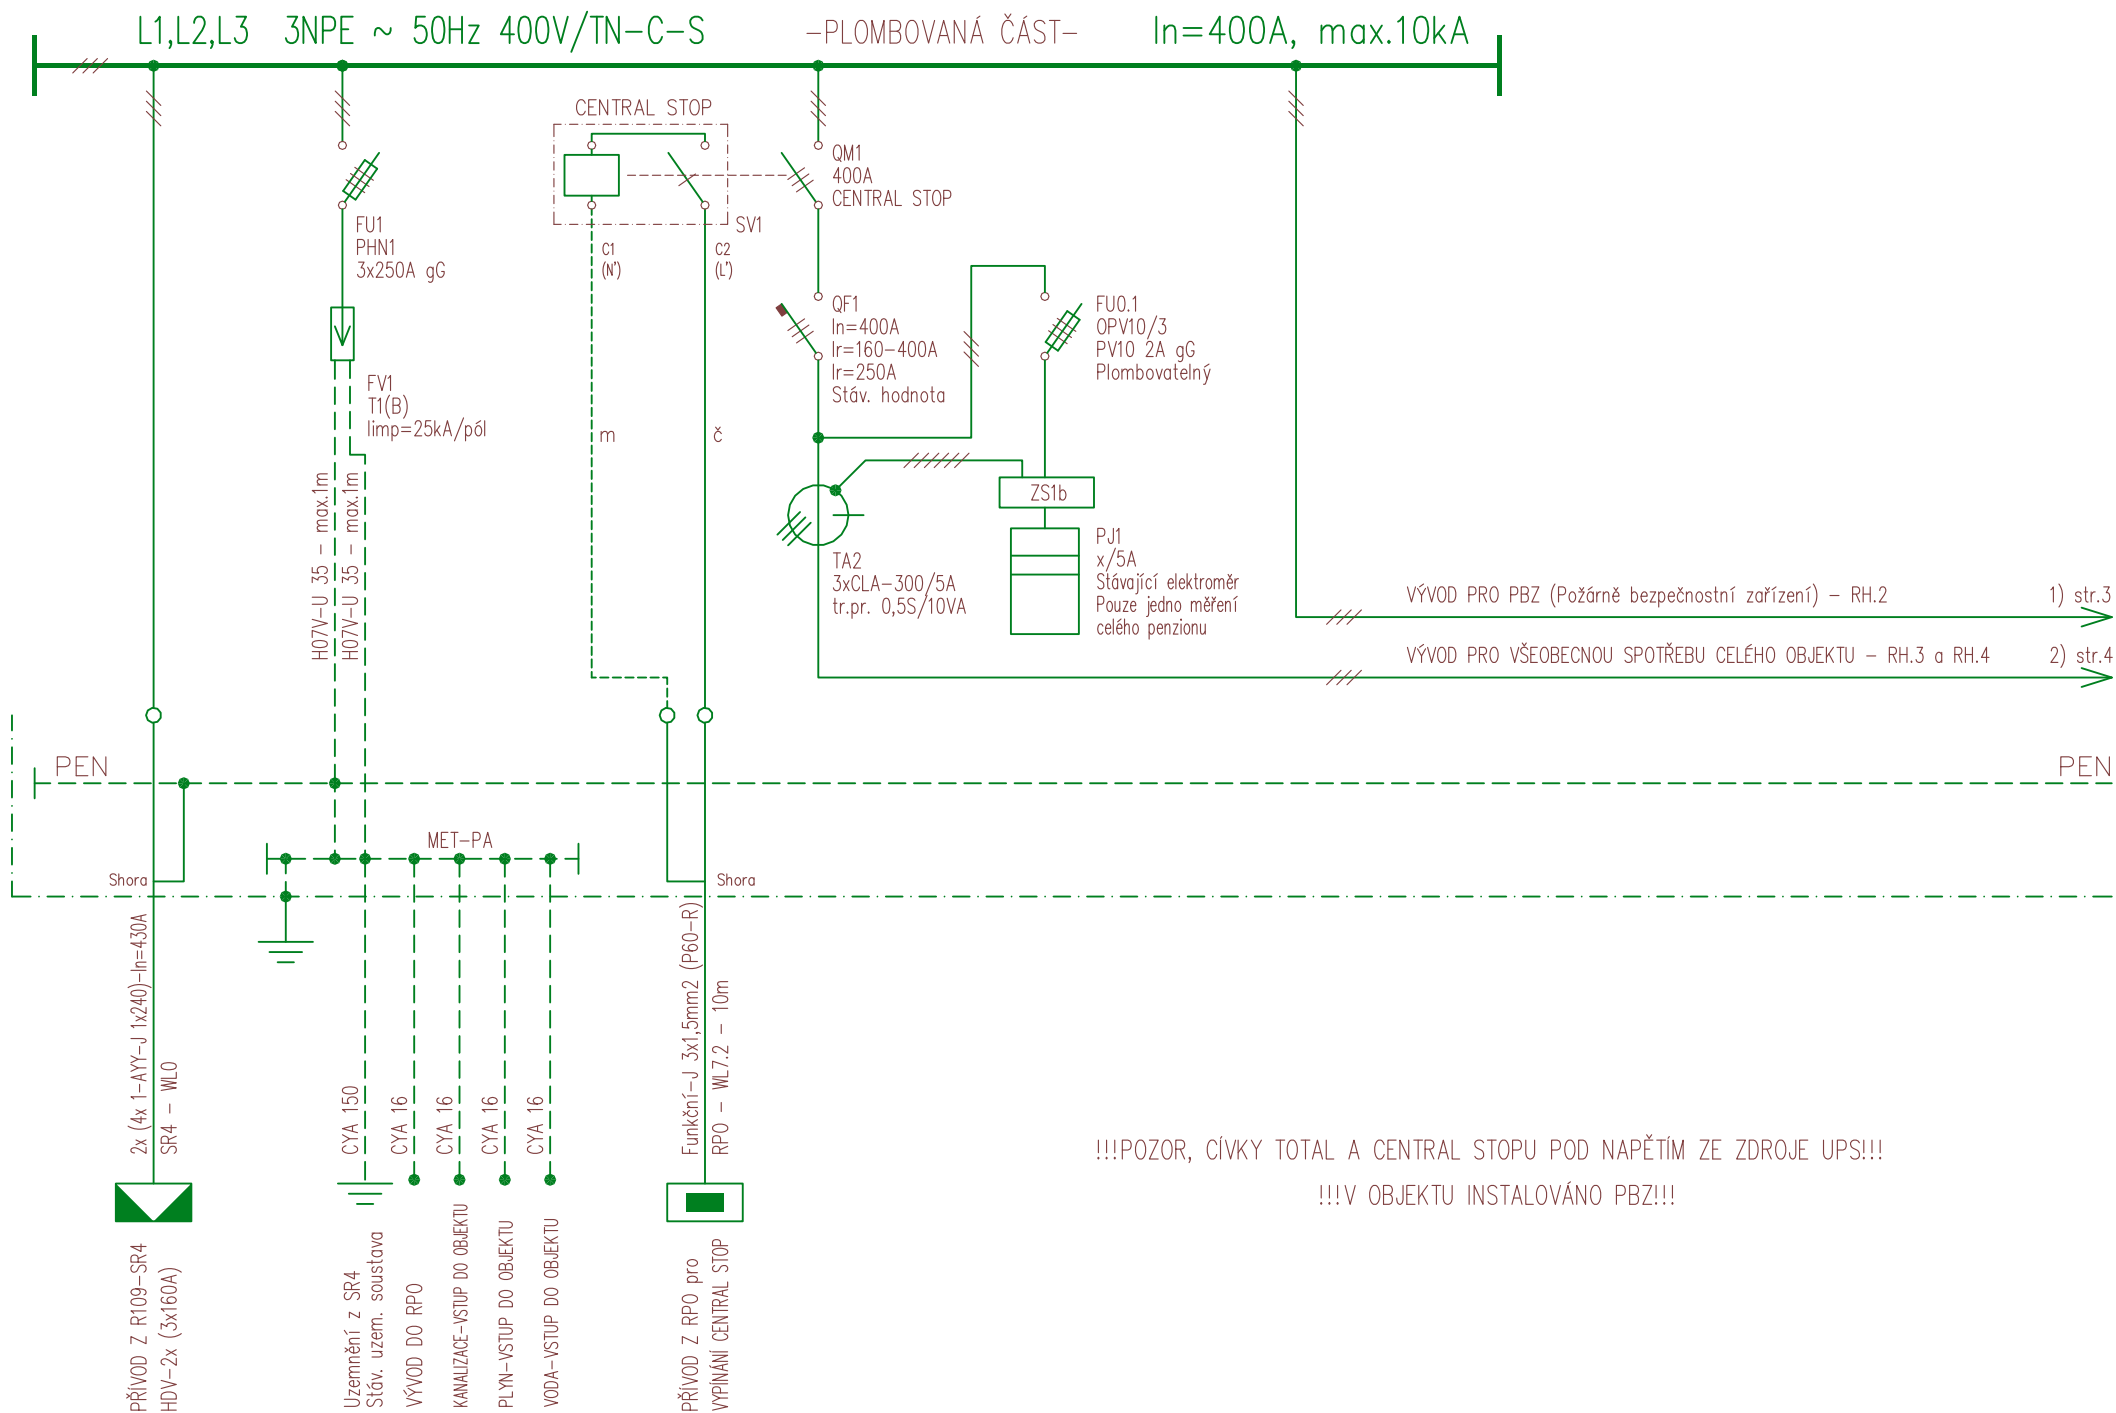 L1,L2,L3 3NPE ~ 50Hz 400V/TN-C-S
-PLOMBOVANÁ ČÁST-
In=400A, max.10kA
CENTRAL STOP
SV1
C1
(N')
C2
(L')
m
č
QM1
400A
CENTRAL STOP
FU1
PHN1
3x250A gG
QF1
In=400A
Ir=160-400A
Ir=250A
Stáv. hodnota
FU0.1
OPV10/3
PV10 2A gG
Plombovatelný
FV1
T1(B)
Iimp=25kA/pól
H07V-U 35 - max.1m
H07V-U 35 - max.1m
ZS1b
TA2
3xCLA-300/5A
tr.pr. 0,5S/10VA
PJ1
x/5A
Stávající elektroměr
Pouze jedno měření
celého penzionu
VÝVOD PRO PBZ (Požárně bezpečnostní zařízení) - RH.2
1) str.3
VÝVOD PRO VŠEOBECNOU SPOTŘEBU CELÉHO OBJEKTU - RH.3 a RH.4
2) str.4
PEN
PEN
MET-PA
Shora
Shora
2x (4x 1-AYY-J 1x240)-In=430A
SR4 - WL0
CYA 150
CYA 16
CYA 16
CYA 16
CYA 16
Funkční-J 3x1,5mm2 (P60-R)
RPO - WL7.2 - 10m
!!!POZOR, CÍVKY TOTAL A CENTRAL STOPU POD NAPĚTÍM ZE ZDROJE UPS!!!
!!!V OBJEKTU INSTALOVÁNO PBZ!!!
PŘÍVOD Z R109-SR4
HDV-2x (3x160A)
Uzemnění z SR4
Stáv. uzem. soustava
VÝVOD DO RPO
KANALIZACE-VSTUP DO OBJEKTU
PLYN-VSTUP DO OBJEKTU
VODA-VSTUP DO OBJEKTU
PŘÍVOD Z RPO pro
VYPÍNÁNÍ CENTRAL STOP